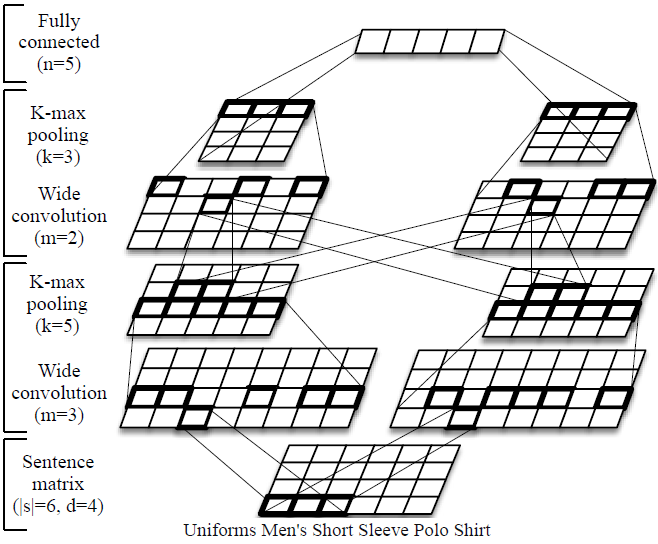 Fully
connected
(n=5)
K-max
pooling
(k=3)
Wide
convolution
(m=2)
K-max
pooling
(k=5)
Wide
convolution
(m=3)
Sentence
matrix
(|s|=6, d=4)
Uniforms Men's Short Sleeve Polo Shirt